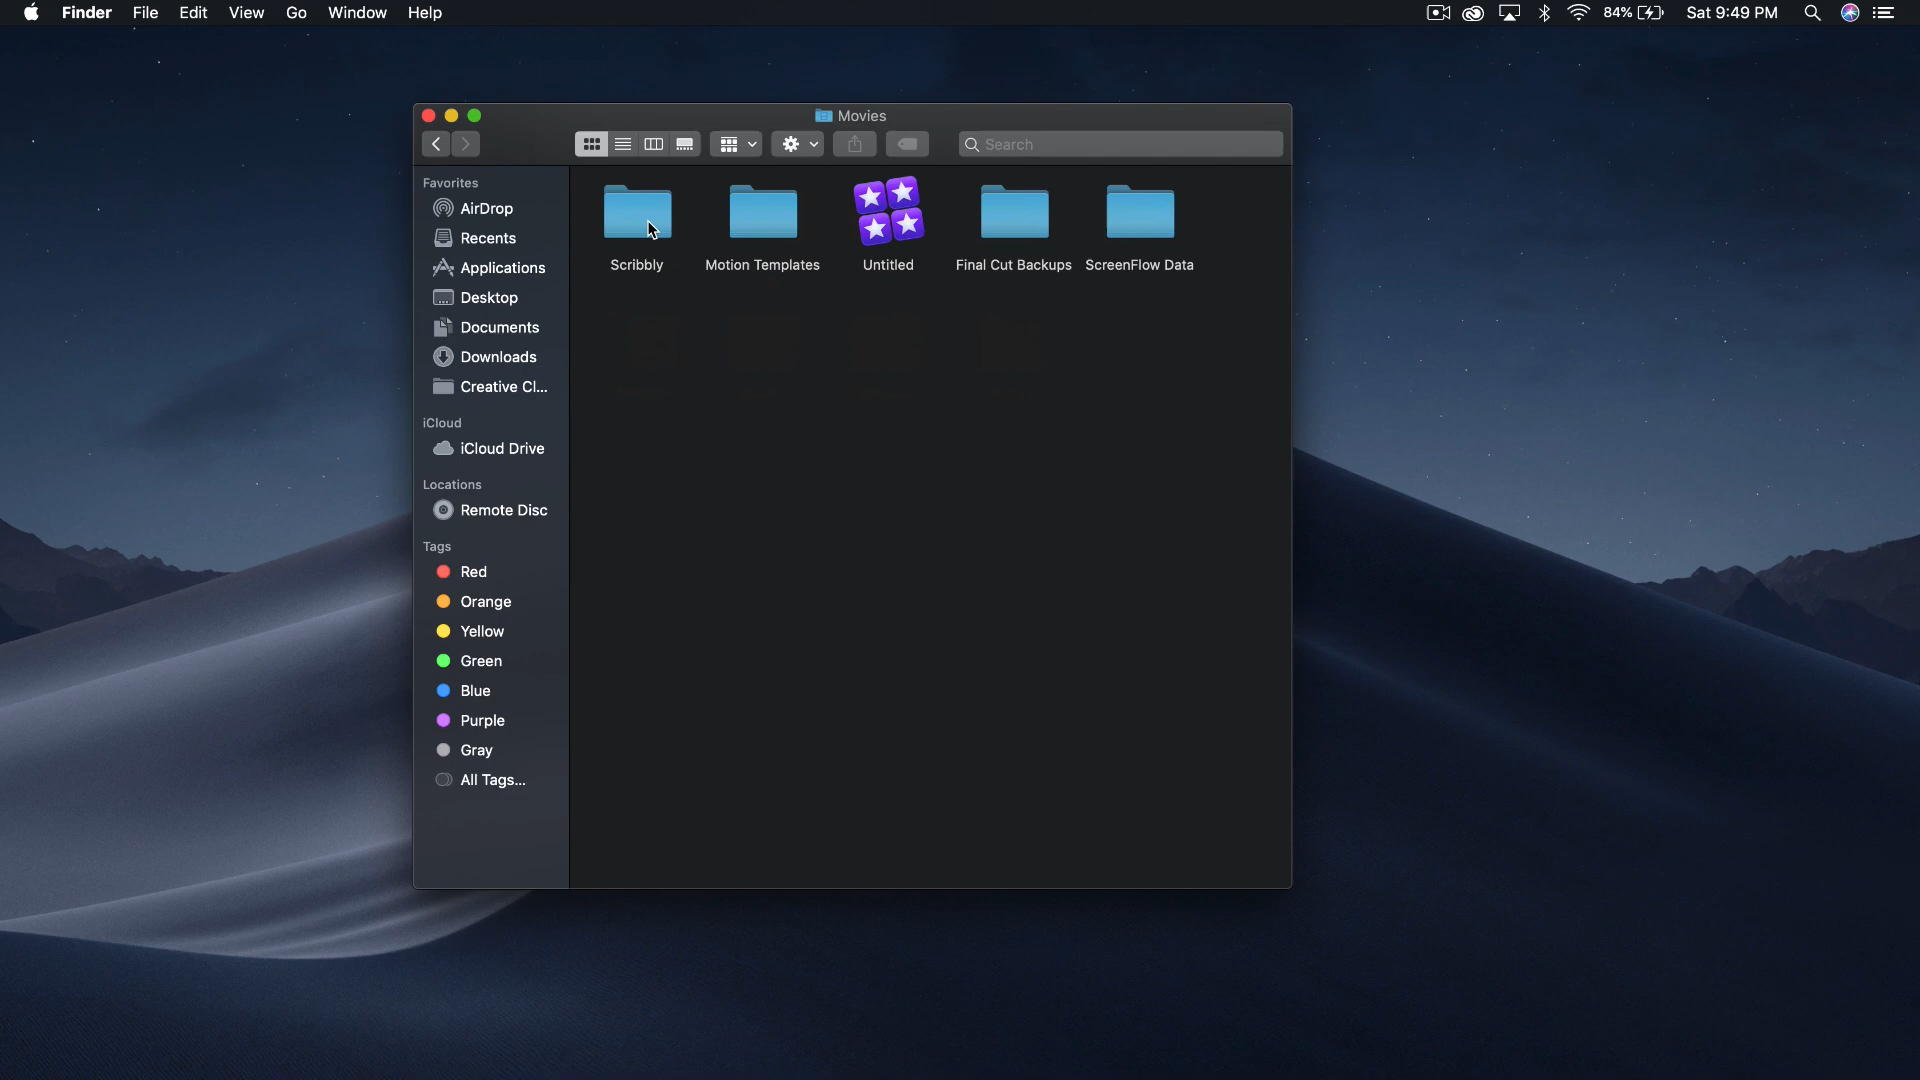 Finder File Edit View Go Window Help 84% Sat 9:49 PM
Movies
Search
Favorites
AirDrop
Recents
Applications
Desktop
Documents
Downloads
Creative Cl...
iCloud
iCloud Drive
Locations
Remote Disc
Tags
Red
Orange
Yellow
Green
Blue
Purple
Gray
All Tags...
Scribbly
Motion Templates
Untitled
Final Cut Backups
ScreenFlow Data